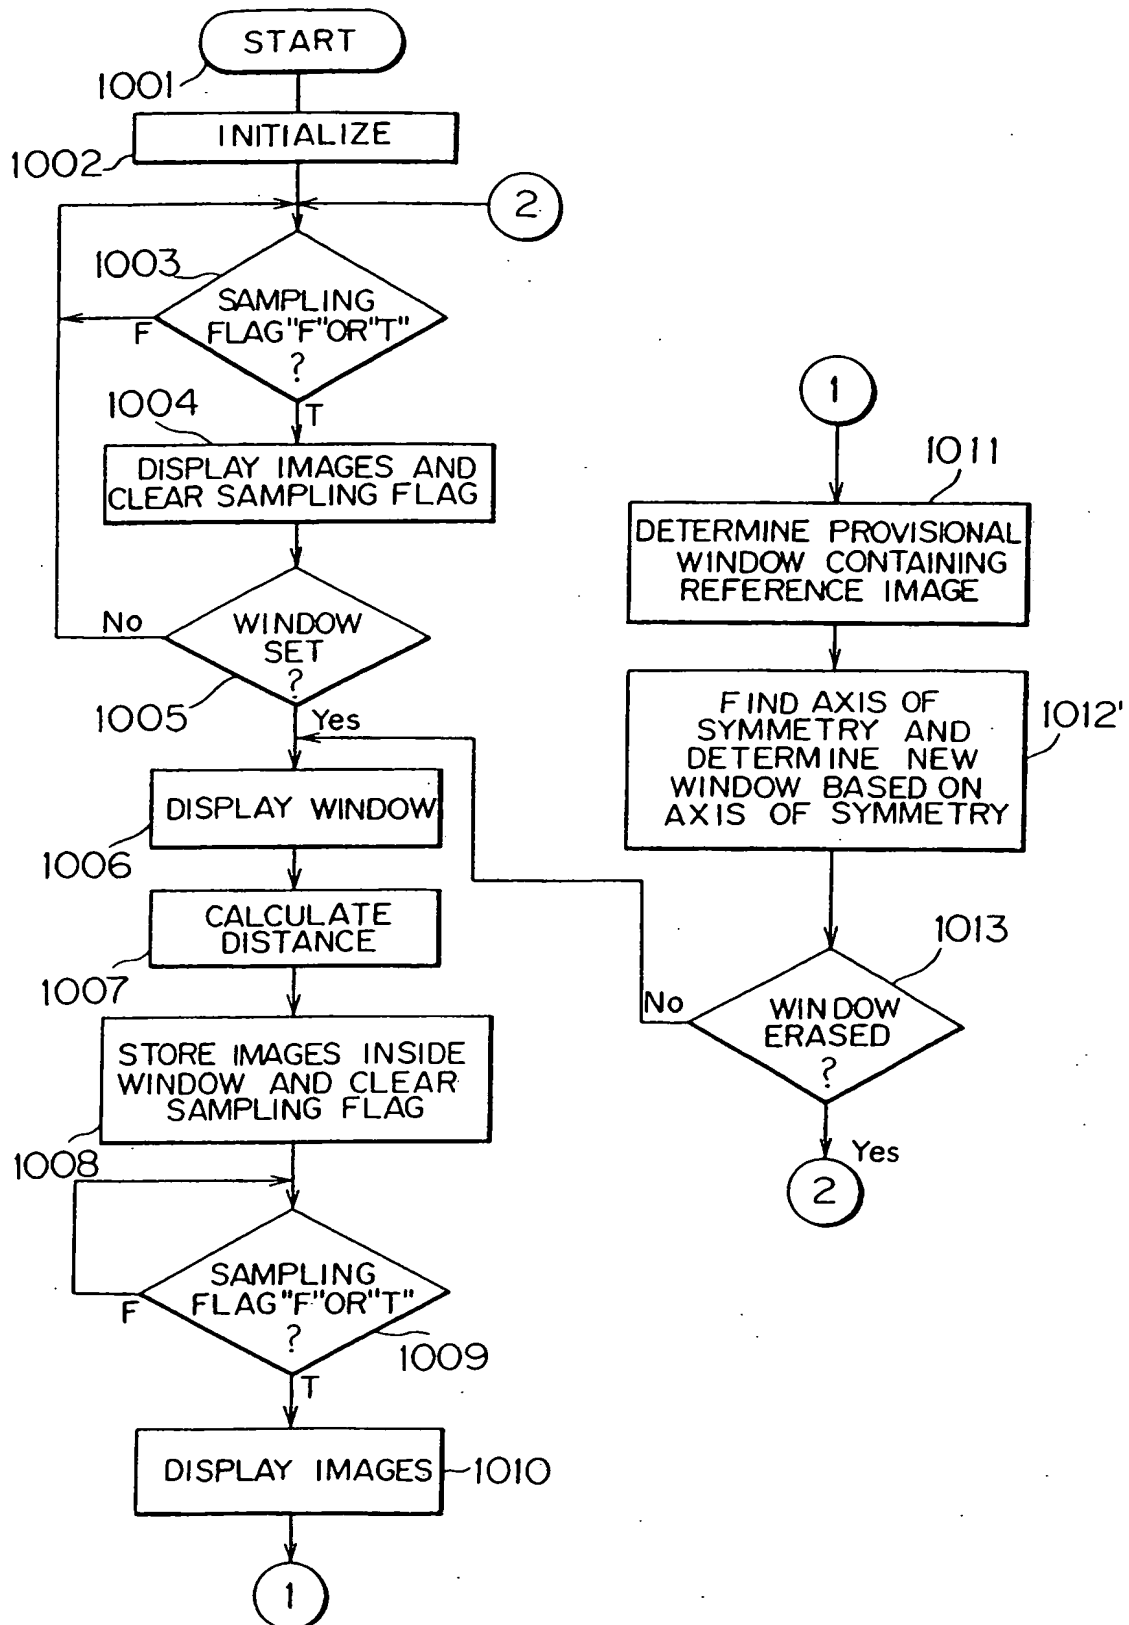 START
1001
INITIALIZE
1002
2
1003
SAMPLING
FLAG"F"OR"T"
?
F
T
1004
DISPLAY IMAGES AND
CLEAR SAMPLING FLAG
No
WINDOW
SET
?
1005
Yes
DISPLAY WINDOW
1006
CALCULATE
DISTANCE
1007
STORE IMAGES INSIDE
WINDOW AND CLEAR
SAMPLING FLAG
1008
SAMPLING
FLAG"F"OR"T"
?
F
1009
T
DISPLAY IMAGES
1010
1
1
1011
DETERMINE PROVISIONAL
WINDOW CONTAINING
REFERENCE IMAGE
FIND AXIS OF
SYMMETRY AND
DETERMINE NEW
WINDOW BASED ON
AXIS OF SYMMETRY
1012'
1013
No
WINDOW
ERASED
?
Yes
2